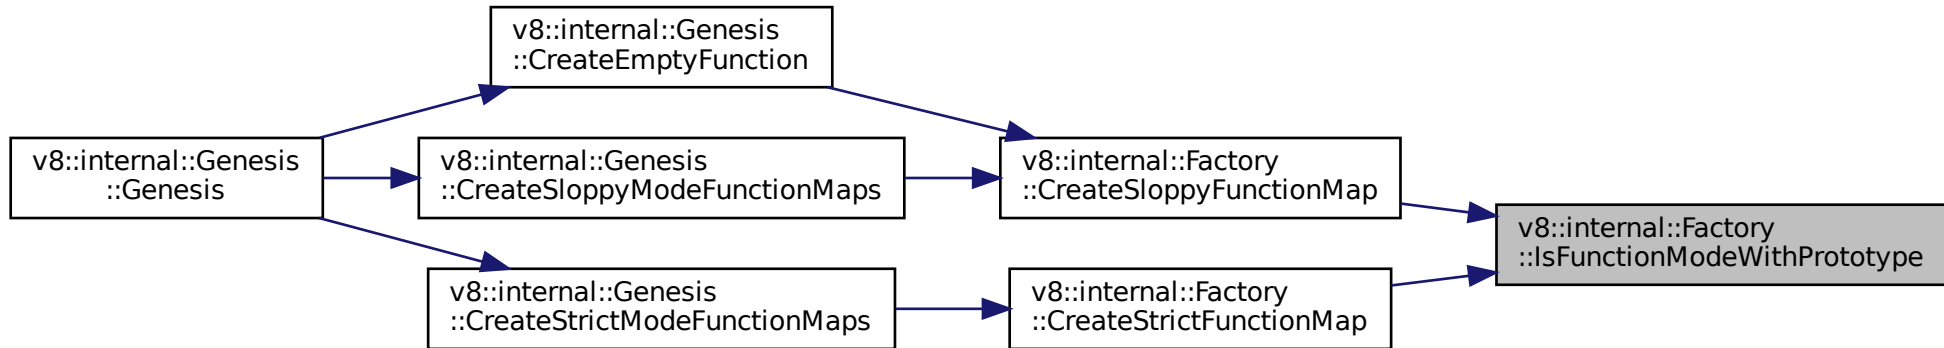 v8::internal::Genesis
::CreateEmptyFunction
v8::internal::Genesis
::Genesis
v8::internal::Genesis
::CreateSloppyModeFunctionMaps
v8::internal::Factory
::CreateSloppyFunctionMap
v8::internal::Factory
::IsFunctionModeWithPrototype
v8::internal::Genesis
::CreateStrictModeFunctionMaps
v8::internal::Factory
::CreateStrictFunctionMap